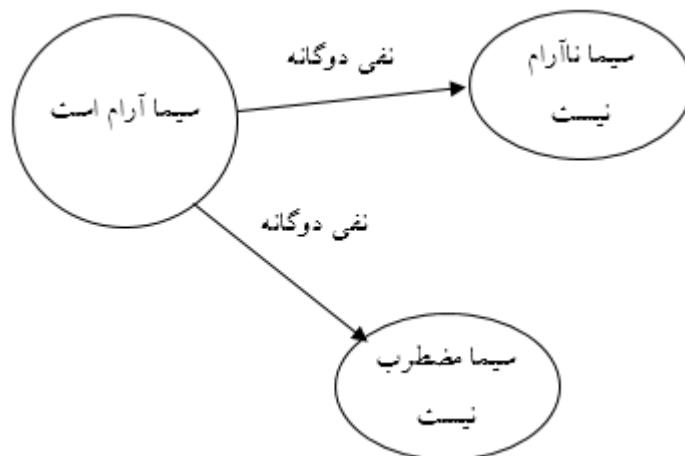 سیما ناآرام
نیست
نفی دوگانه
سیما آرام است
نفی دوگانه
سیما مضطرب
نیست